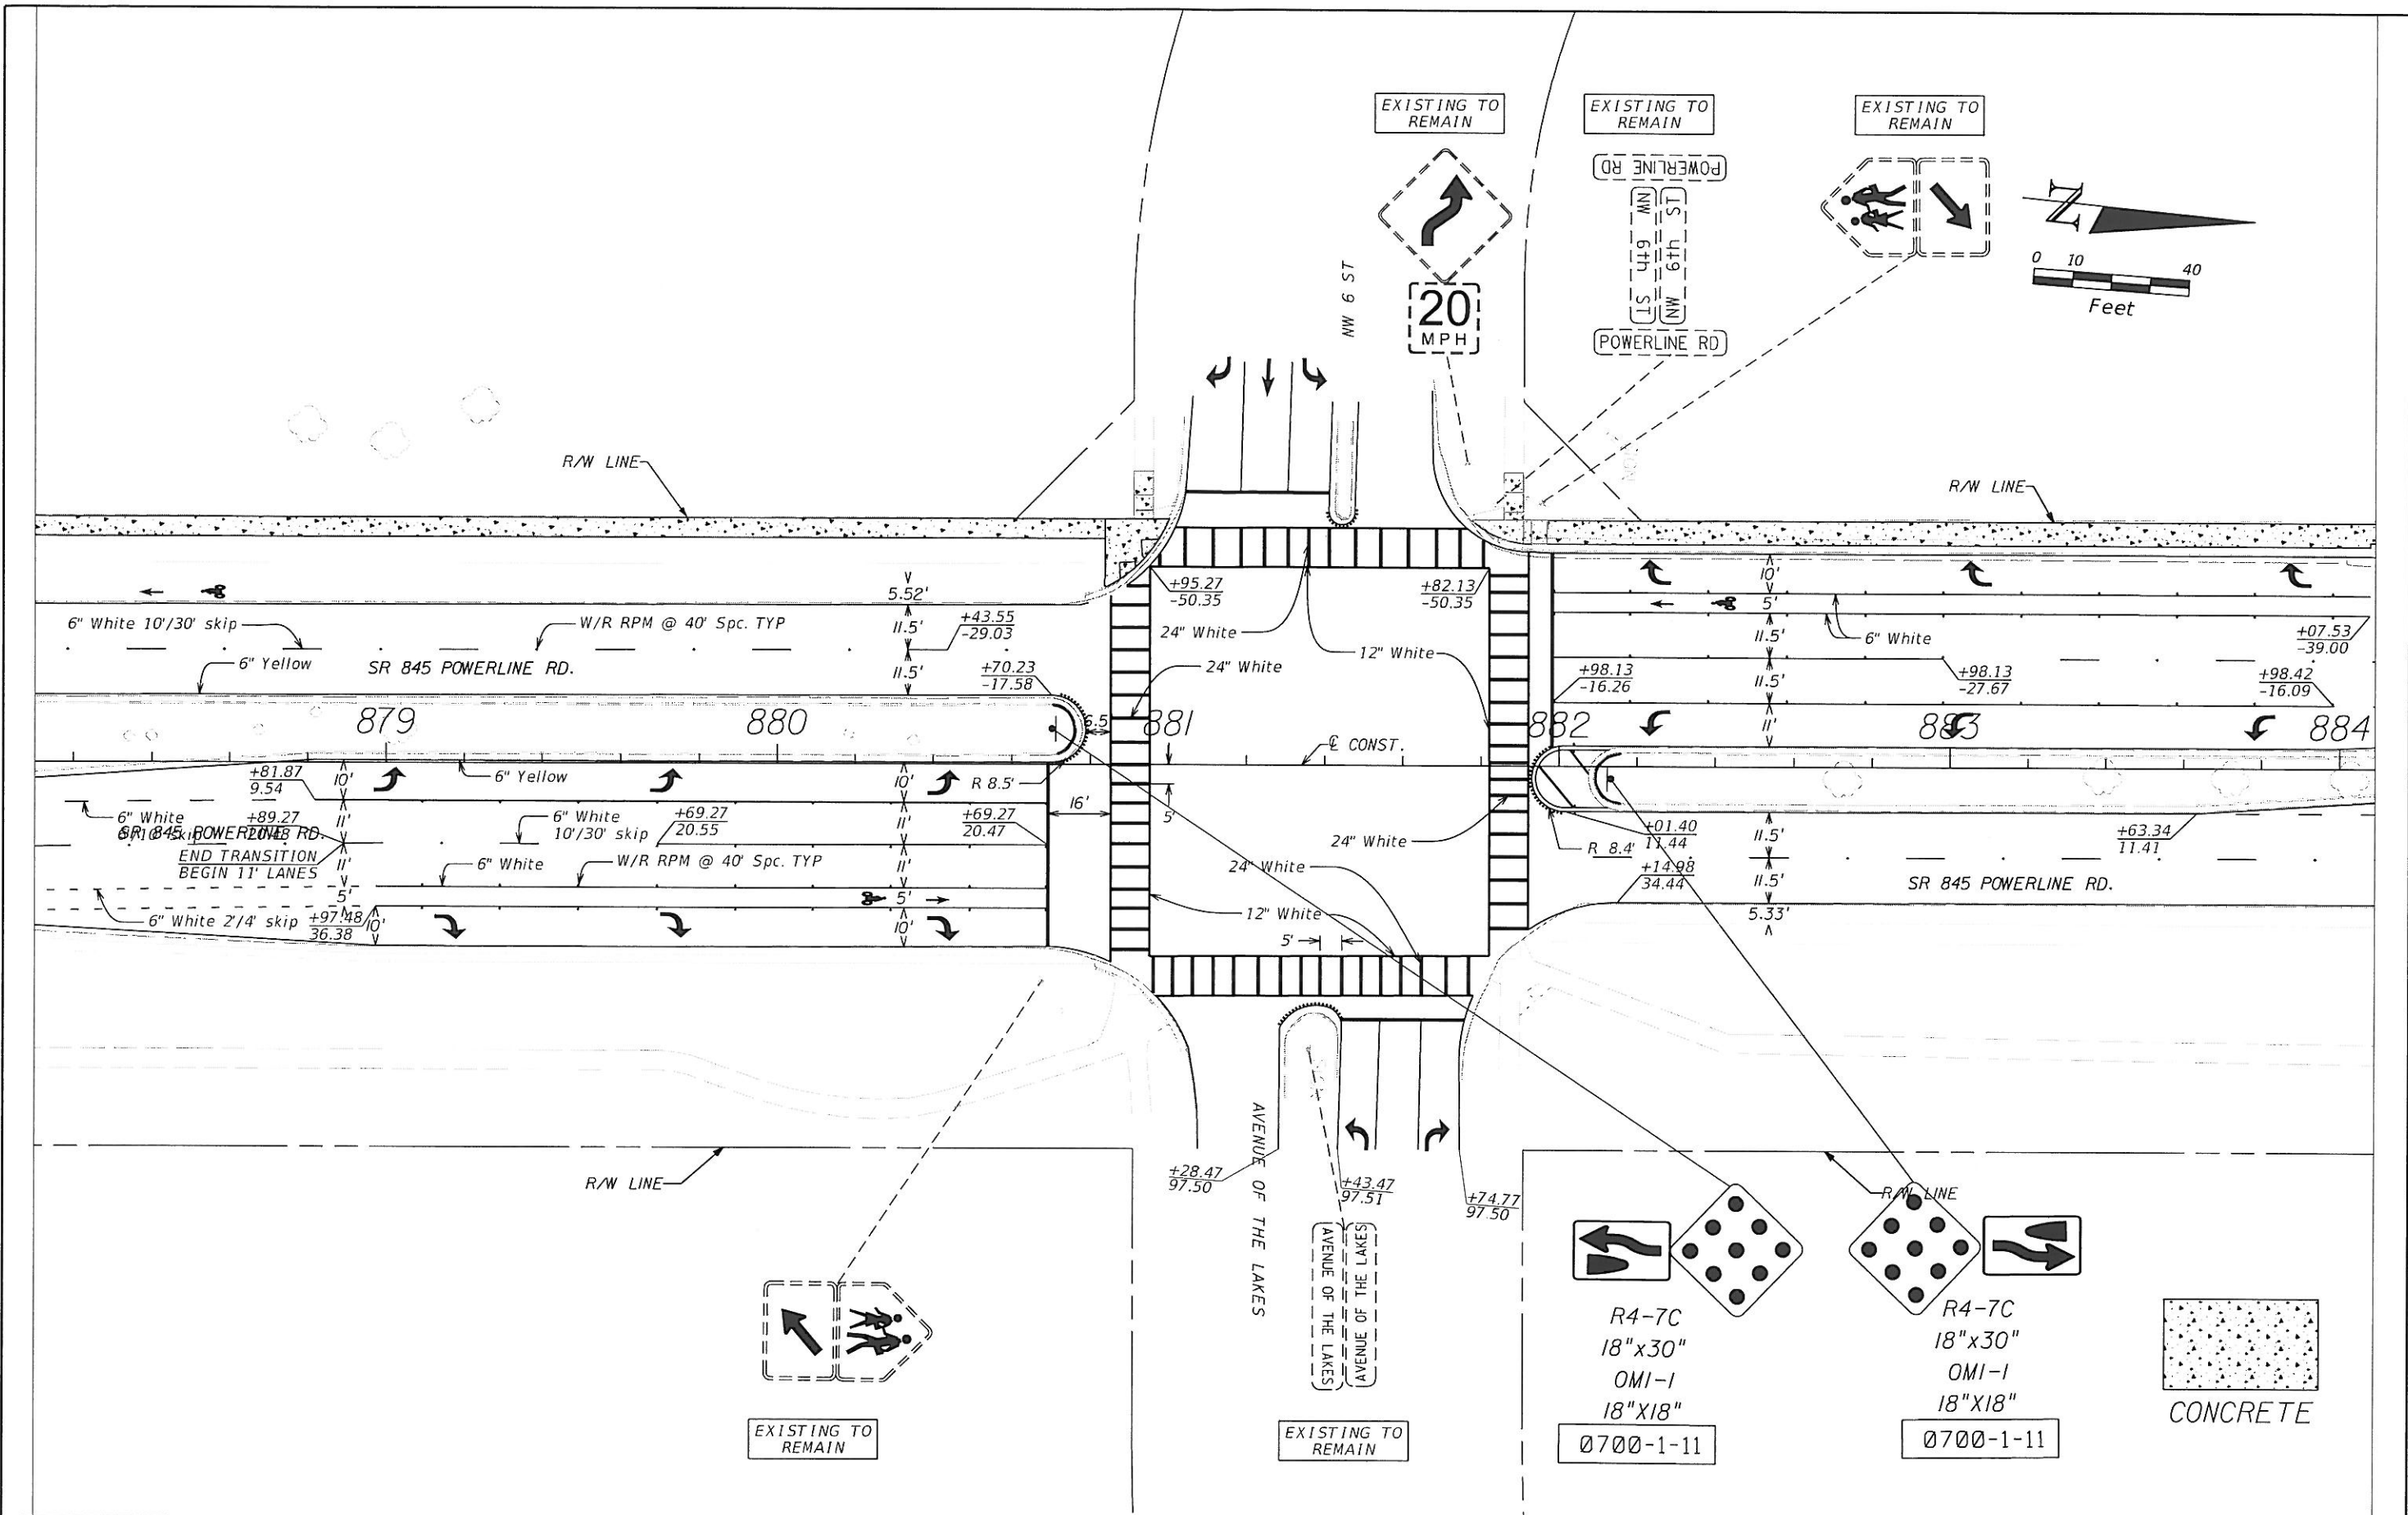 EXISTING TO
REMAIN
EXISTING TO
REMAIN
EXISTING TO
REMAIN
POWERLINE RD
NW 6th ST
NW 6th ST
POWERLINE RD
20
MPH
NW 6 ST
N
0 10 40
Feet
R/W LINE
R/W LINE
5.52'
11.5'
11.5'
+43.55
-29.03
6" White 10'/30' skip
W/R RPM @ 40' Spc. TYP
6" Yellow
SR 845 POWERLINE RD.
+70.23
-17.58
+95.27
-50.35
+82.13
-50.35
24" White
12" White
24" White
10'
5'
11.5'
11.5'
11'
6" White
+07.53
-39.00
+98.13
-16.26
+98.13
-27.67
+98.42
-16.09
879
880
881
882
883
884
6.5
℄ CONST.
+81.87
9.54
10'
6" Yellow
10'
R 8.5'
16'
5'
6" White
+89.27
SR 845 POWERLINE RD.
END TRANSITION
BEGIN 11' LANES
11'
11'
5'
10'
6" White
10'/30' skip
+69.27
20.55
+69.27
20.47
11'
11'
5'
10'
6" White
W/R RPM @ 40' Spc. TYP
6" White 2'/4' skip
+97.48
36.38
24" White
24" White
12" White
5'
+01.40
11.44
R 8.4'
+14.98
34.44
11.5'
11.5'
5.33'
+63.34
11.41
SR 845 POWERLINE RD.
R/W LINE
AVENUE OF THE LAKES
+28.47
97.50
+43.47
97.51
+74.77
97.50
R/W LINE
AVENUE OF THE LAKES
AVENUE OF THE LAKES
EXISTING TO
REMAIN
EXISTING TO
REMAIN
R4-7C
18"x30"
OM1-1
18"X18"
0700-1-11
R4-7C
18"x30"
OM1-1
18"X18"
0700-1-11
CONCRETE